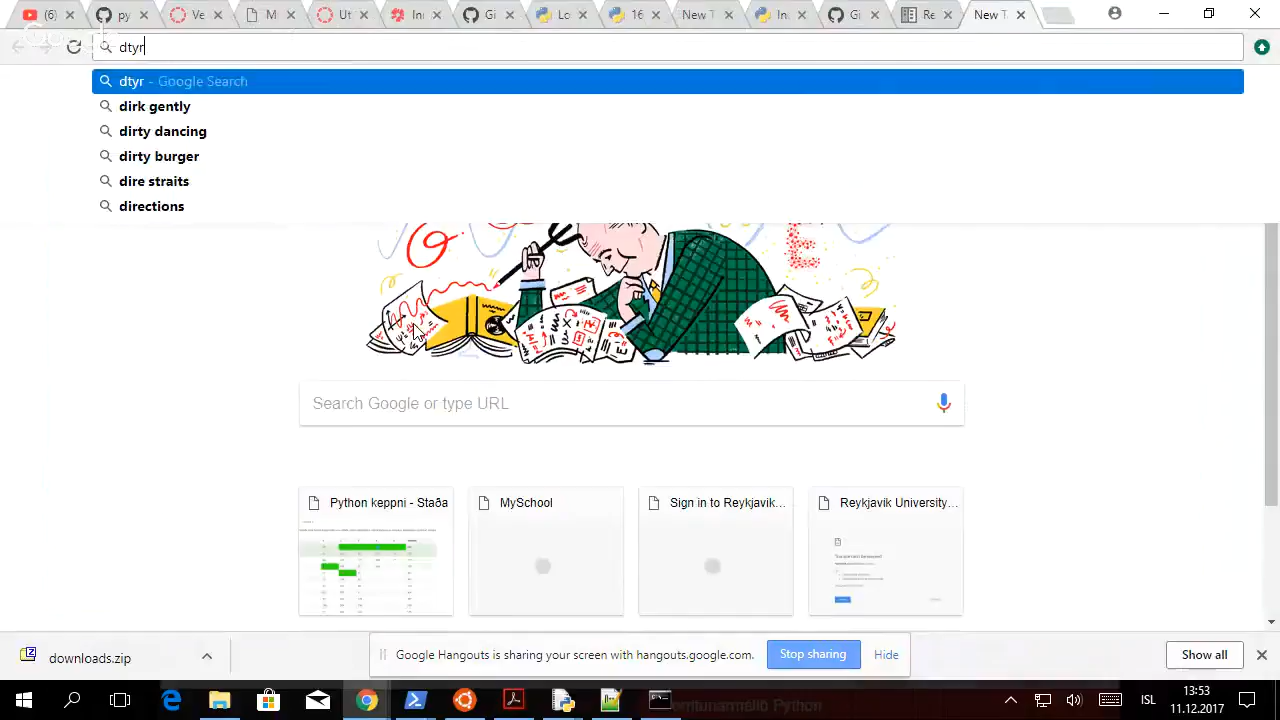 (6)
py
Ve
M
Uf
In
Gi
Lo
16
New T
In
Gi
Re
New T
dtyr
dtyr - Google Search
dirk gently
dirty dancing
dirty burger
dire straits
directions
Search Google or type URL
Python keppni - Staða
MySchool
Sign in to Reykjavik...
Reykjavik University...
downloads.zip
Google Hangouts is sharing your screen with hangouts.google.com.
Stop sharing
Hide
Show all
ISL
13:53
11.12.2017
Python